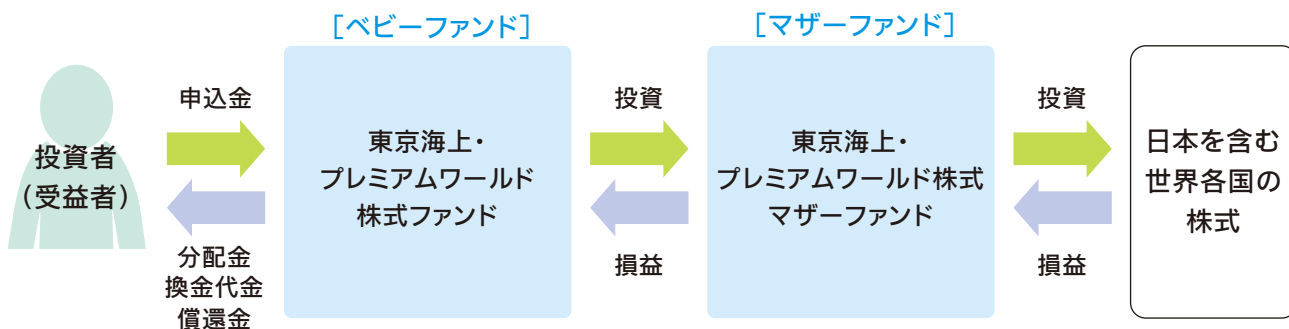 [ベビーファンド]
[マザーファンド]
投資者
(受益者)
申込金
分配金
換金代金
償還金
東京海上・
プレミアムワールド
株式ファンド
投資
損益
東京海上・
プレミアムワールド株式
マザーファンド
投資
損益
日本を含む
世界各国の
株式